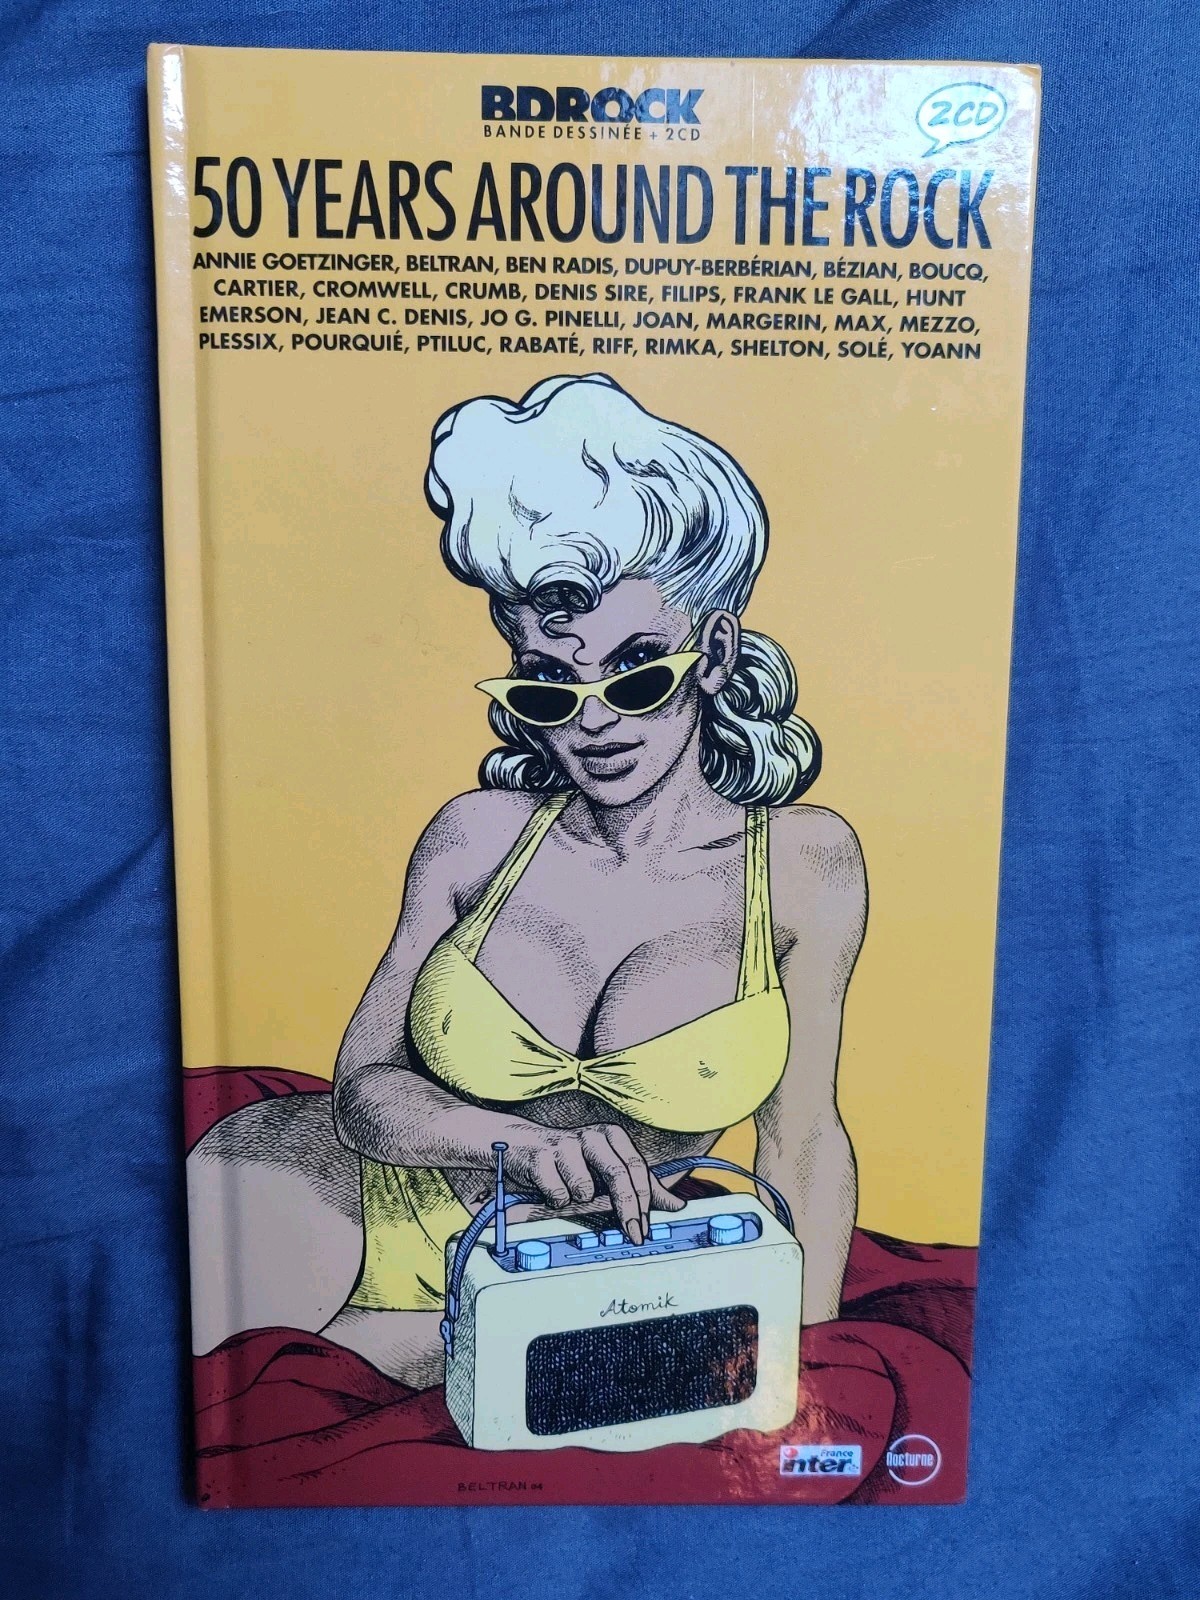 BDROCK
BANDE DESSINÉE + 2CD
2CD
50 YEARS AROUND THE ROCK
ANNIE GOETZINGER, BELTRAN, BEN RADIS, DUPUY-BERBÉRIAN, BÉZIAN, BOUCQ,
CARTIER, CROMWELL, CRUMB, DENIS SIRE, FILIPS, FRANK LE GALL, HUNT
EMERSON, JEAN C. DENIS, JO G. PINELLI, JOAN, MARGERIN, MAX, MEZZO,
PLESSIX, POURQUIÉ, PTILUC, RABATÉ, RIFF, RIMKA, SHELTON, SOLÉ, YOANN
Atomik
france
inter
Nocturne
BELTRAN 04